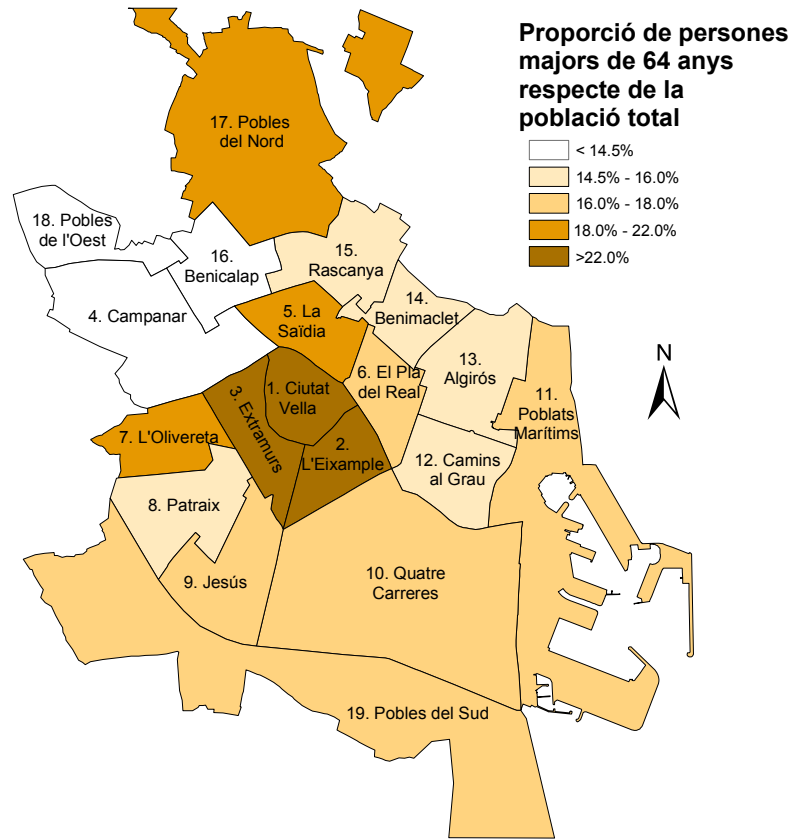 Proporció de persones
majors de 64 anys
respecte de la
població total
< 14.5%
14.5% - 16.0%
16.0% - 18.0%
18.0% - 22.0%
>22.0%
17. Pobles
del Nord
18. Pobles
de l'Oest
16.
Benicalap
15.
Rascanya
4. Campanar
14.
Benimaclet
5. La
Saïdia
13.
Algirós
6. El Pla
del Real
N
11.
Poblats
Marítims
1. Ciutat
Vella
3. Extramurs
7. L'Olivereta
2.
L'Eixample
12. Camins
al Grau
8. Patraix
9. Jesús
10. Quatre
Carreres
19. Pobles del Sud